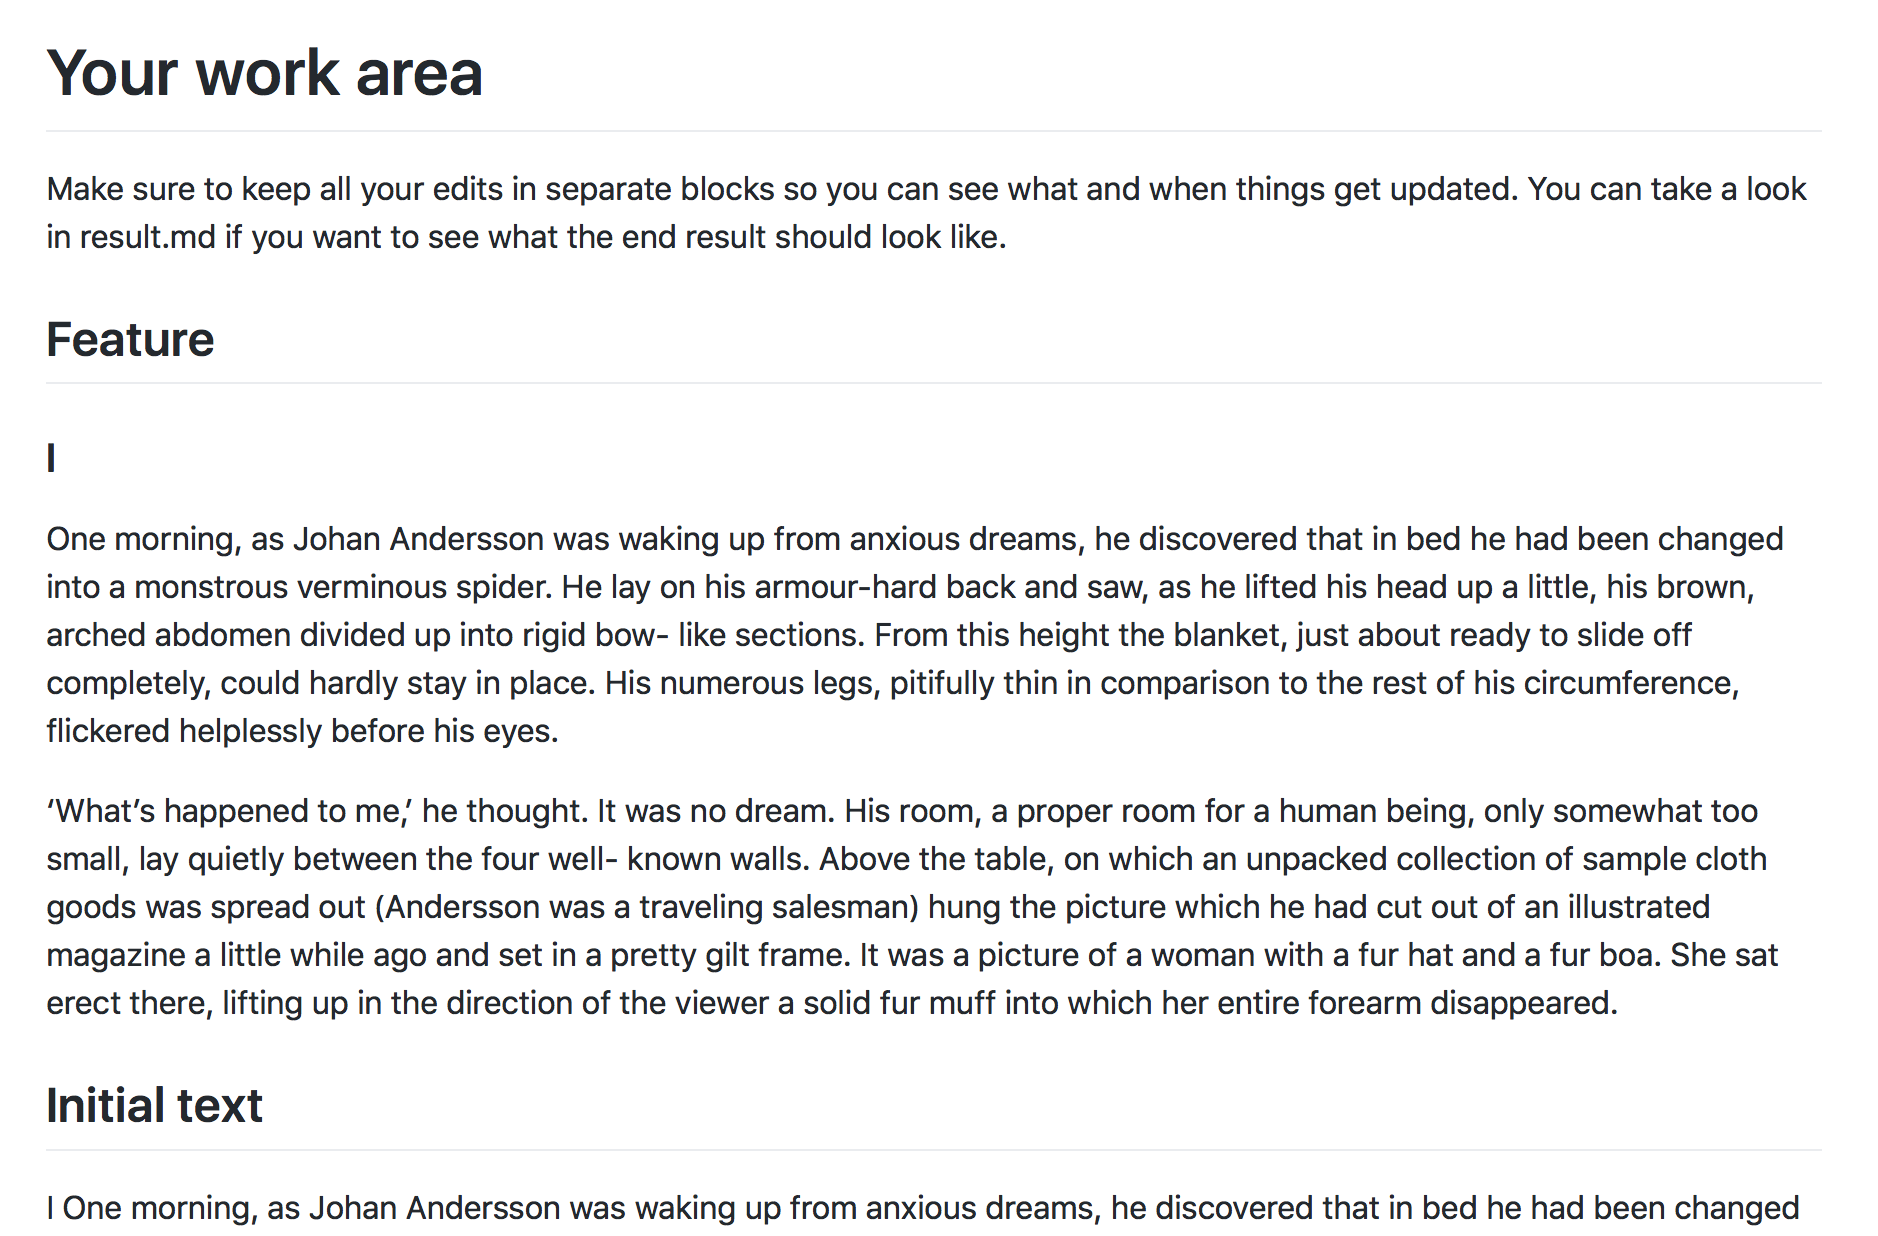 Your work area
Make sure to keep all your edits in separate blocks so you can see what and when things get updated. You can take a look
in result.md if you want to see what the end result should look like.
Feature
I
One morning, as Johan Andersson was waking up from anxious dreams, he discovered that in bed he had been changed
into a monstrous verminous spider. He lay on his armour-hard back and saw, as he lifted his head up a little, his brown,
arched abdomen divided up into rigid bow- like sections. From this height the blanket, just about ready to slide off
completely, could hardly stay in place. His numerous legs, pitifully thin in comparison to the rest of his circumference,
flickered helplessly before his eyes.
‘What’s happened to me,’ he thought. It was no dream. His room, a proper room for a human being, only somewhat too
small, lay quietly between the four well- known walls. Above the table, on which an unpacked collection of sample cloth
goods was spread out (Andersson was a traveling salesman) hung the picture which he had cut out of an illustrated
magazine a little while ago and set in a pretty gilt frame. It was a picture of a woman with a fur hat and a fur boa. She sat
erect there, lifting up in the direction of the viewer a solid fur muff into which her entire forearm disappeared.
Initial text
I One morning, as Johan Andersson was waking up from anxious dreams, he discovered that in bed he had been changed